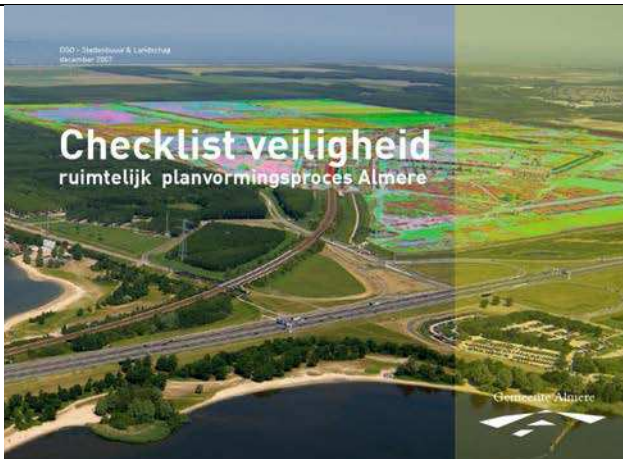 DSO - Stedenbouw & Landschap
december 2007
Checklist veiligheid
ruimtelijk planvormingsproces Almere
Gemeente Almere